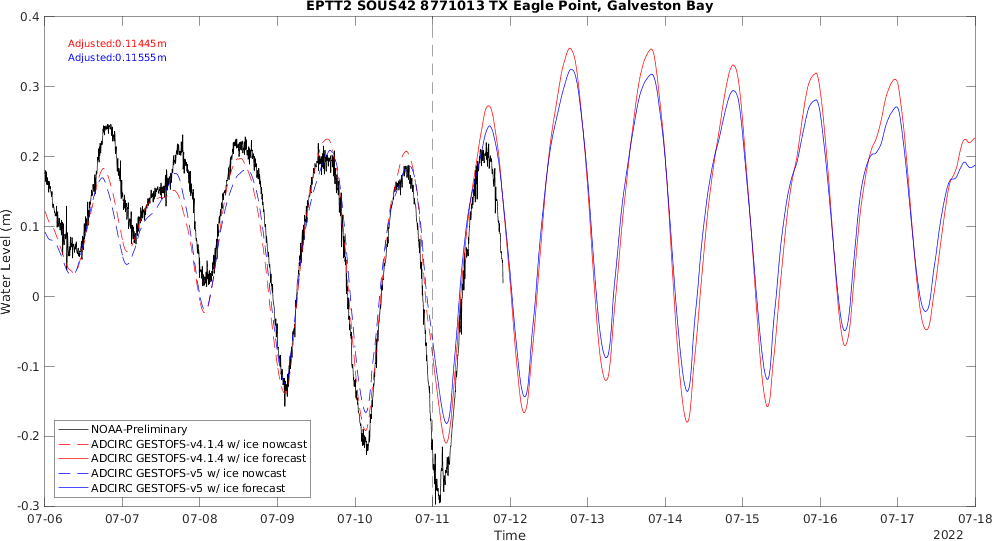 EPTT2 SOUS42 8771013 TX Eagle Point, Galveston Bay
Adjusted:0.11445m
Adjusted:0.11555m
0.4
0.3
0.2
0.1
0
-0.1
-0.2
-0.3
Water Level (m)
NOAA-Preliminary
ADCIRC GESTOFS-v4.1.4 w/ ice nowcast
ADCIRC GESTOFS-v4.1.4 w/ ice forecast
ADCIRC GESTOFS-v5 w/ ice nowcast
ADCIRC GESTOFS-v5 w/ ice forecast
07-06 07-07 07-08 07-09 07-10 07-11 07-12 07-13 07-14 07-15 07-16 07-17 07-18
Time
2022